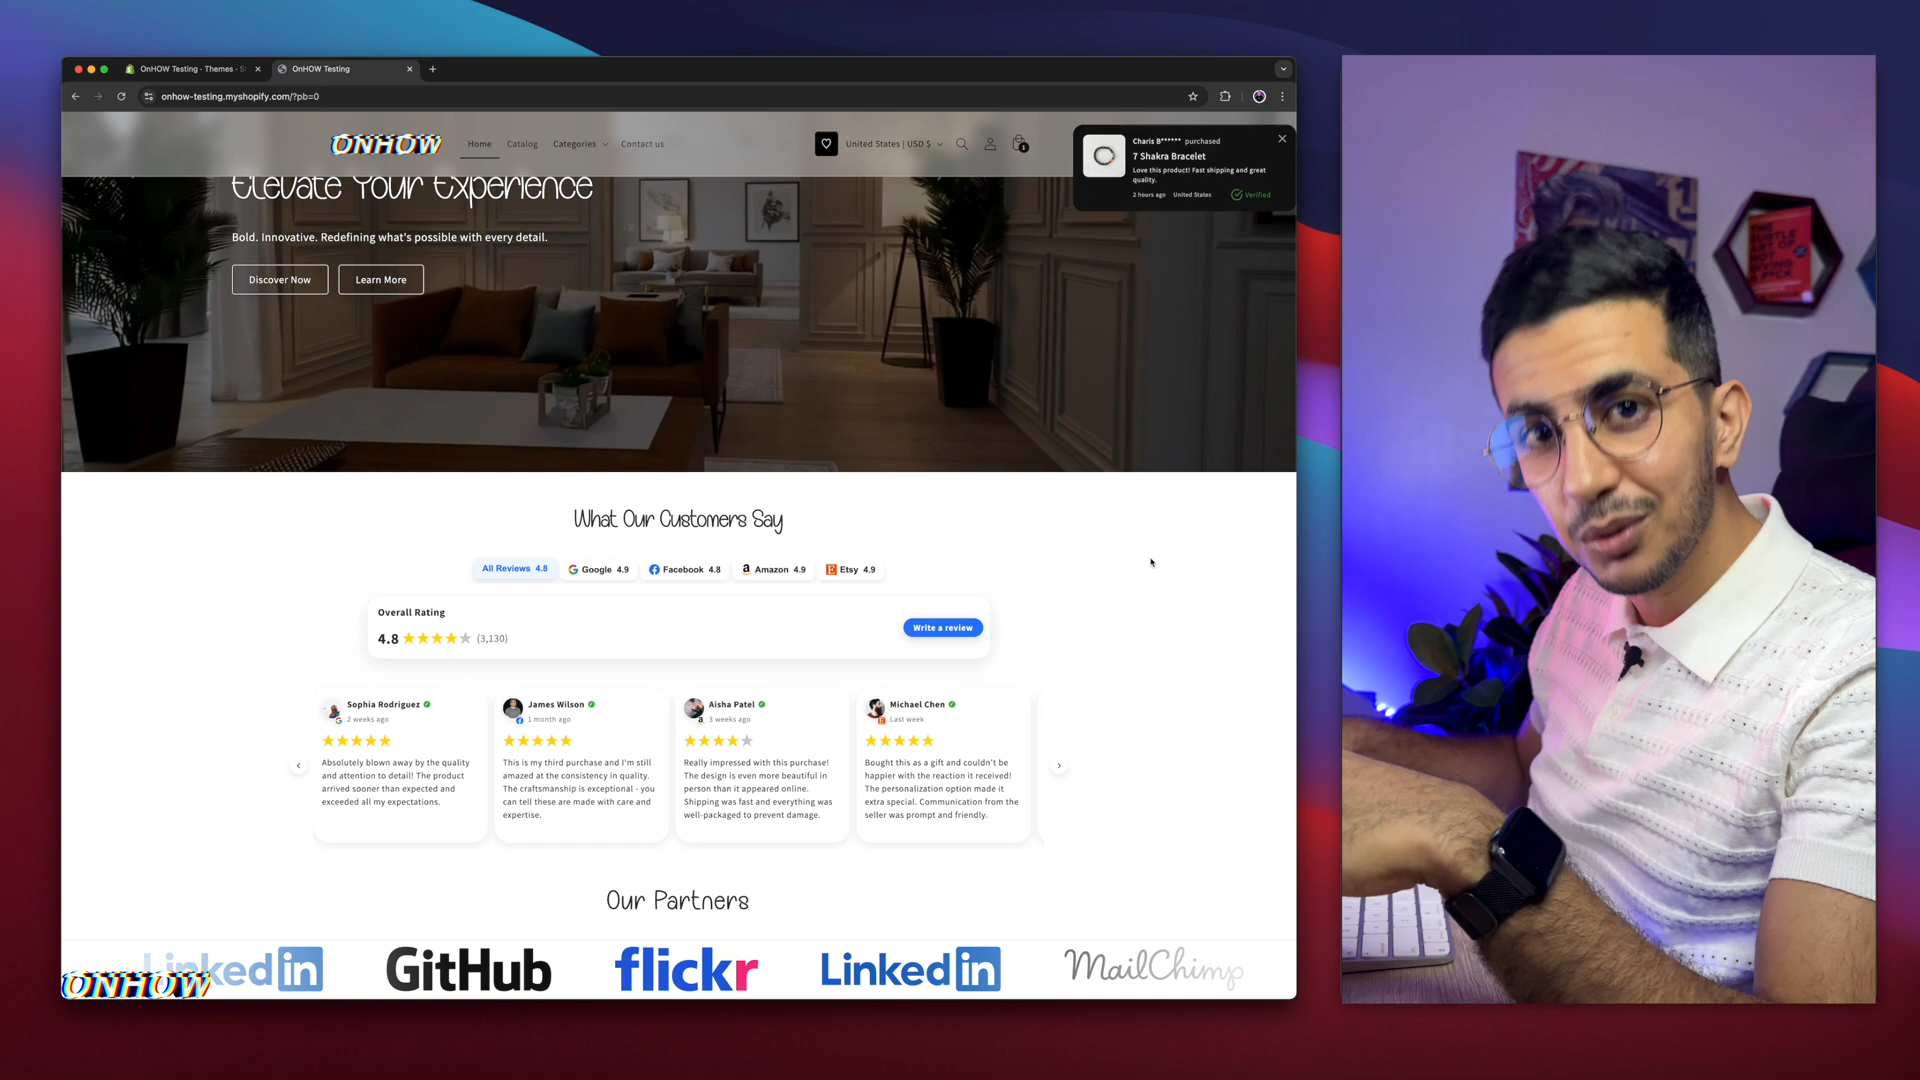 OnHOW Testing · Themes · S
OnHOW Testing
onhow-testing.myshopify.com/?pb=0
ONHOW
Home
Catalog
Categories
Contact us
United States | USD $
1
Charis B****** purchased
7 Shakra Bracelet
Love this product! Fast shipping and great
quality.
2 hours ago United States Verified
Elevate Your Experience
Bold. Innovative. Redefining what's possible with every detail.
Discover Now
Learn More
What Our Customers Say
All Reviews 4.8
Google 4.9
Facebook 4.8
Amazon 4.9
Etsy 4.9
Overall Rating
4.8 (3,130)
Write a review
Sophia Rodriguez
2 weeks ago
Absolutely blown away by the quality
and attention to detail! The product
arrived sooner than expected and
exceeded all my expectations.
James Wilson
1 month ago
This is my third purchase and I'm still
amazed at the consistency in quality.
The craftsmanship is exceptional - you
can tell these are made with care and
expertise.
Aisha Patel
3 weeks ago
Really impressed with this purchase!
The design is even more beautiful in
person than it appeared online.
Shipping was fast and everything was
well-packaged to prevent damage.
Michael Chen
Last week
Bought this as a gift and couldn't be
happier with the reaction it received!
The personalization option made it
extra special. Communication from the
seller was prompt and friendly.
Our Partners
LinkedIn
GitHub
flickr
LinkedIn
MailChimp
ONHOW
THE
SUBTLE
ART OF
NOT
GIVING
A F*CK